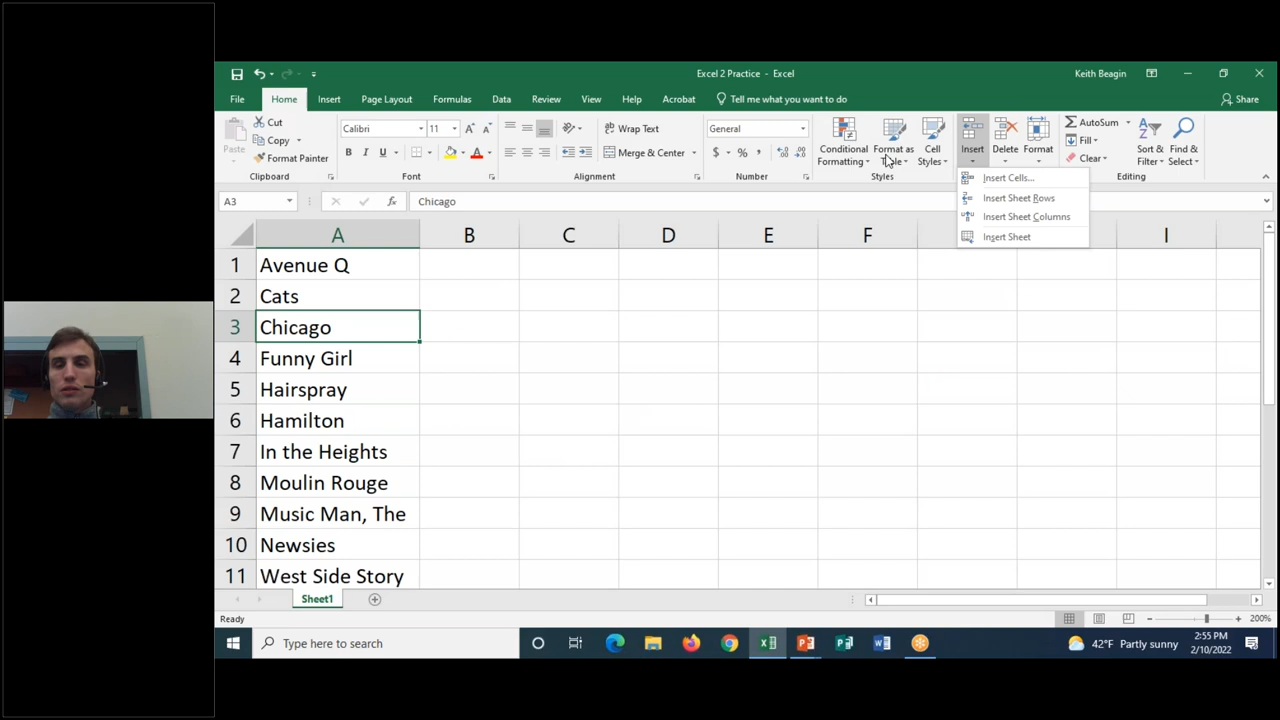 Excel 2 Practice - Excel
Keith Beagin
File Home Insert Page Layout Formulas Data Review View Help Acrobat Tell me what you want to do Share
Paste
Cut
Copy
Format Painter
Clipboard
Calibri 11
B I U A
Font
Wrap Text
Merge & Center
Alignment
General
$ % ,
Number
Conditional Formatting
Format as Table
Cell Styles
Styles
Insert
Delete
Format
AutoSum
Fill
Clear
Sort & Filter
Find & Select
Editing
Insert Cells...
Insert Sheet Rows
Insert Sheet Columns
Insert Sheet
A3 fx Chicago
A B C D E F I
1 Avenue Q
2 Cats
3 Chicago
4 Funny Girl
5 Hairspray
6 Hamilton
7 In the Heights
8 Moulin Rouge
9 Music Man, The
10 Newsies
11 West Side Story
Sheet1
Ready
200%
Type here to search
42°F Partly sunny
2:55 PM
2/10/2022